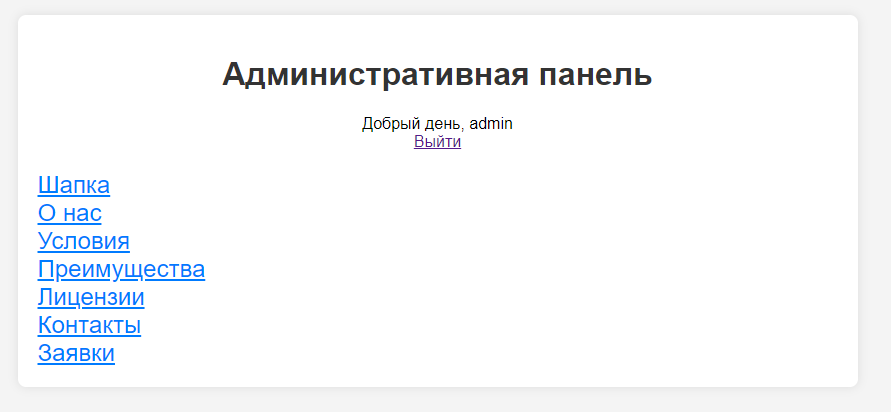 Административная панель
Добрый день, admin
Выйти
Шапка
О нас
Условия
Преимущества
Лицензии
Контакты
Заявки